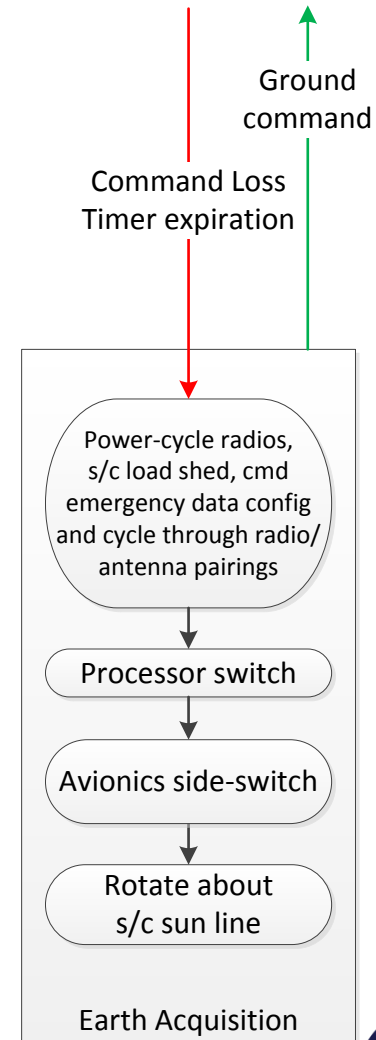 Ground
command
Command Loss
Timer expiration
Power-cycle radios,
s/c load shed, cmd
emergency data config
and cycle through radio/
antenna pairings
Processor switch
Avionics side-switch
Rotate about
s/c sun line
Earth Acquisition